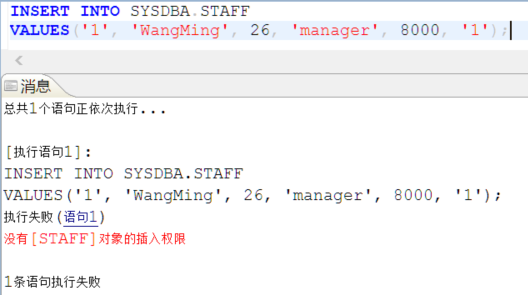 INSERT INTO SYSDBA.STAFF
VALUES('1', 'WangMing', 26, 'manager', 8000, '1');
消息
总共1个语句正依次执行...
[执行语句1]:
INSERT INTO SYSDBA.STAFF
VALUES('1', 'WangMing', 26, 'manager', 8000, '1');
执行失败(语句1)
没有[STAFF]对象的插入权限
1条语句执行失败